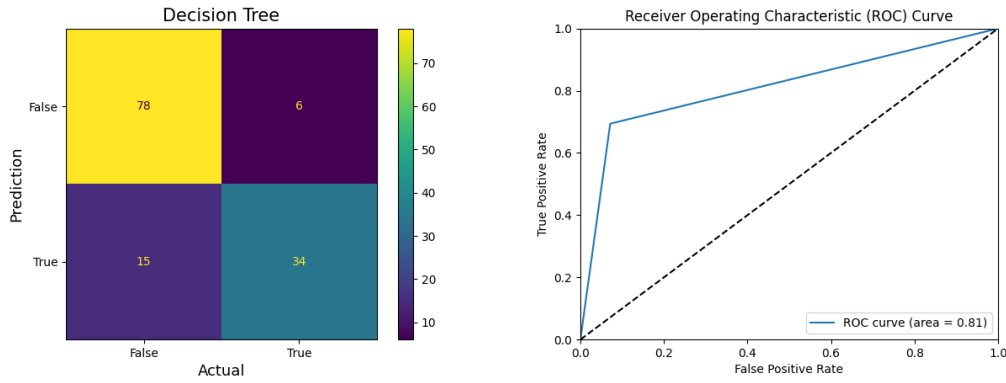 Decision Tree
Prediction
False
True
78
6
15
34
False
True
Actual
70
60
50
40
30
20
10
Receiver Operating Characteristic (ROC) Curve
True Positive Rate
1.0
0.8
0.6
0.4
0.2
0.0
0.0
0.2
0.4
0.6
0.8
1.0
False Positive Rate
ROC curve (area = 0.81)